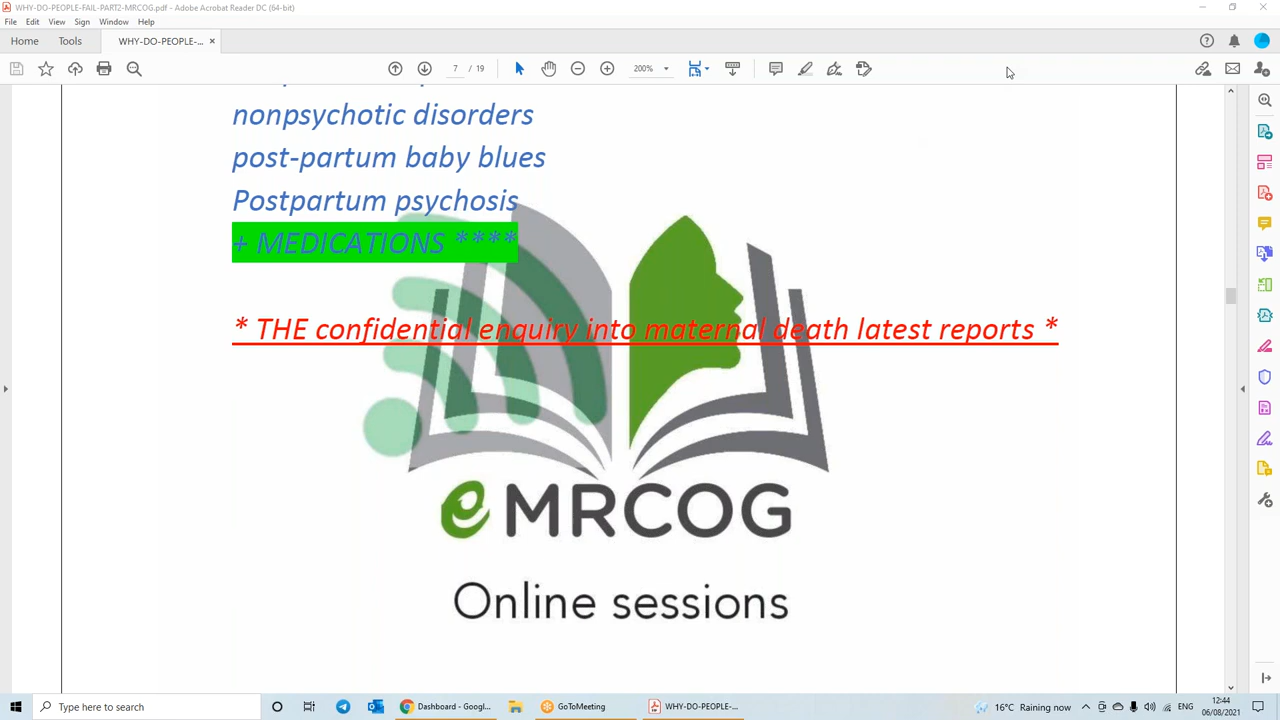 WHY-DO-PEOPLE-FAIL-PART2-MRCOG.pdf - Adobe Acrobat Reader DC (64-bit)
File Edit View Sign Window Help
Home Tools WHY-DO-PEOPLE-... ×
7 / 19 200%
nonpsychotic disorders
post-partum baby blues
Postpartum psychosis
+ MEDICATIONS ****
* THE confidential enquiry into maternal death latest reports *
e MRCOG
Online sessions
Type here to search
Dashboard - Googl...
GoToMeeting
WHY-DO-PEOPLE-...
16°C Raining now
ENG
12:44
06/08/2021